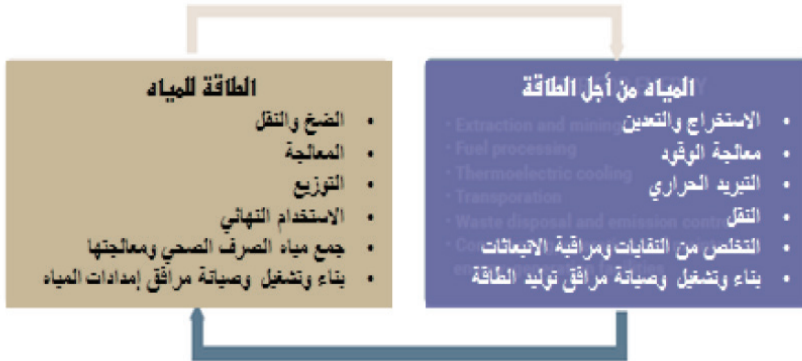 المياه من أجل الطاقة
• الاستخراج والتعدين
• معالجة الوقود
• التبريد الحراري
• النقل
• التخلص من النفايات ومراقبة الانبعاثات
• بناء وتشغيل وصيانة مرافق توليد الطاقة
• Extraction and mining
• Fuel processing
• Thermoelectric cooling
• Transporation
• Waste disposal and emission control
الطاقة للمياه
• الضخ والنقل
• المعالجة
• التوزيع
• الاستخدام النهائي
• جمع مياه الصرف الصحي ومعالجتها
• بناء وتشغيل وصيانة مرافق إمدادات المياه